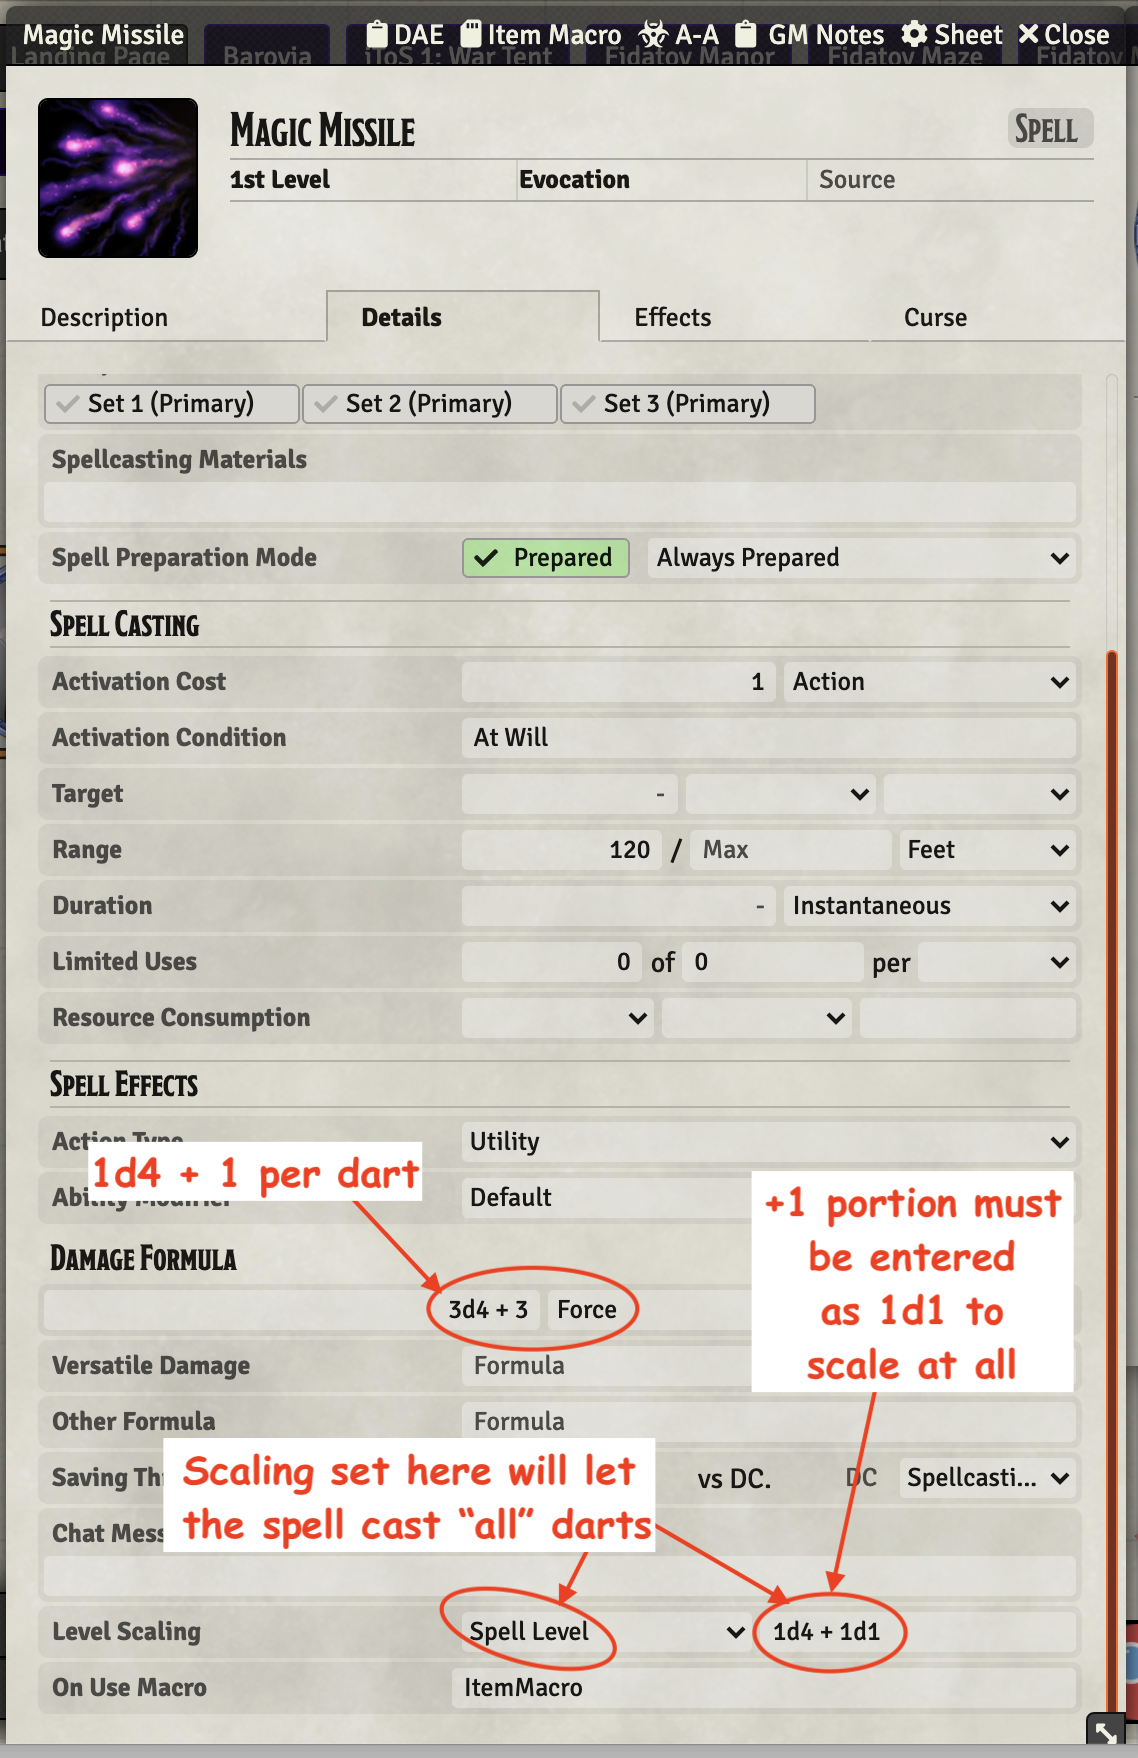 Magic Missile DAE Item Macro A-A GM Notes Sheet Close
Landing Page Barovia iToS 1: War Tent Fidatov Manor Fidatov Maze Fidatov M
Magic Missile Spell
1st Level Evocation Source
Description Details Effects Curse
Set 1 (Primary) Set 2 (Primary) Set 3 (Primary)
Spellcasting Materials
Spell Preparation Mode Prepared Always Prepared
Spell Casting
Activation Cost 1 Action
Activation Condition At Will
Target -
Range 120 / Max Feet
Duration - Instantaneous
Limited Uses 0 of 0 per
Resource Consumption
Spell Effects
Action Type Utility
1d4 + 1 per dart
Ability Modifier Default
+1 portion must
be entered
as 1d1 to
scale at all
Damage Formula
3d4 + 3 Force
Versatile Damage Formula
Other Formula Formula
Saving Th vs DC. DC Spellcasti...
Scaling set here will let
the spell cast “all” darts
Chat Mess
Level Scaling Spell Level 1d4 + 1d1
On Use Macro ItemMacro